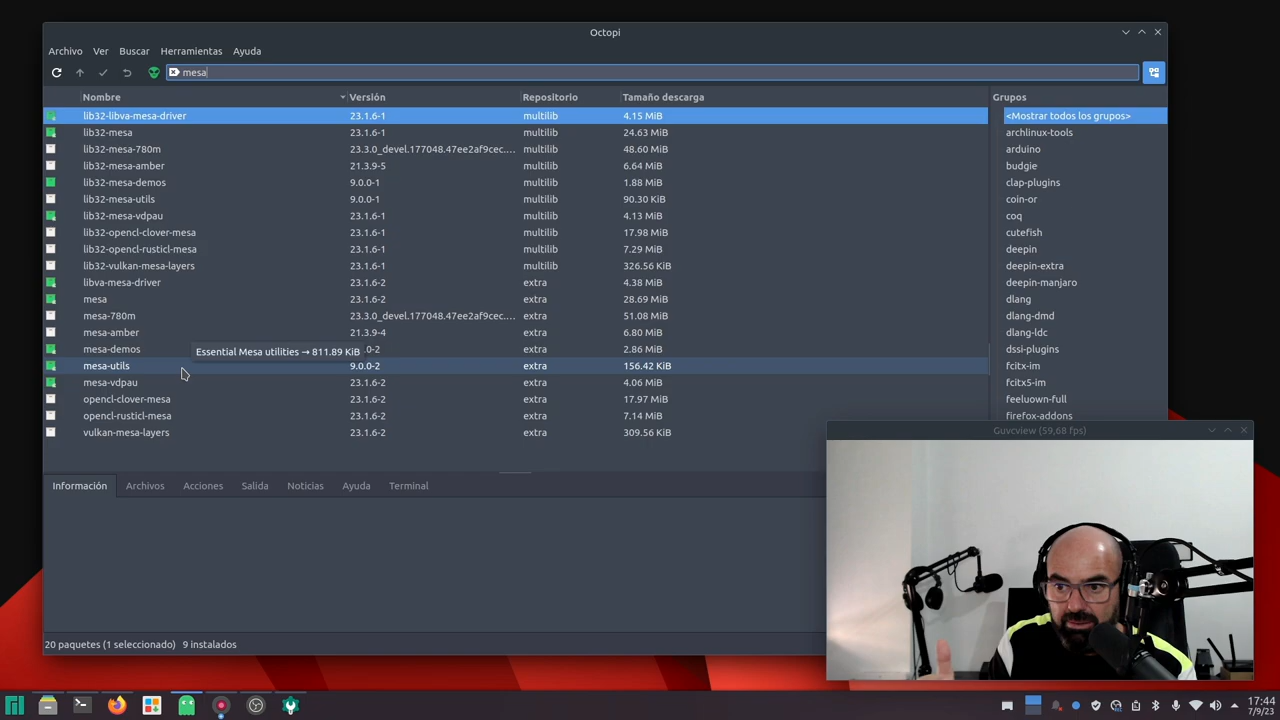 Octopi
Archivo Ver Buscar Herramientas Ayuda
mesa
Nombre Versión Repositorio Tamaño descarga Grupos
lib32-libva-mesa-driver 23.1.6-1 multilib 4.15 MiB <Mostrar todos los grupos>
lib32-mesa 23.1.6-1 multilib 24.63 MiB archlinux-tools
lib32-mesa-780m 23.3.0_devel.177048.47ee2af9cec.... multilib 48.60 MiB arduino
lib32-mesa-amber 21.3.9-5 multilib 6.64 MiB budgie
lib32-mesa-demos 9.0.0-1 multilib 1.88 MiB clap-plugins
lib32-mesa-utils 9.0.0-1 multilib 90.30 KiB coin-or
lib32-mesa-vdpau 23.1.6-1 multilib 4.13 MiB coq
lib32-opencl-clover-mesa 23.1.6-1 multilib 17.98 MiB cutefish
lib32-opencl-rusticl-mesa 23.1.6-1 multilib 7.29 MiB deepin
lib32-vulkan-mesa-layers 23.1.6-1 multilib 326.56 KiB deepin-extra
libva-mesa-driver 23.1.6-2 extra 4.38 MiB deepin-manjaro
mesa 23.1.6-2 extra 28.69 MiB dlang
mesa-780m 23.3.0_devel.177048.47ee2af9cec.... extra 51.08 MiB dlang-dmd
mesa-amber 21.3.9-4 extra 6.80 MiB dlang-ldc
mesa-demos .0-2 extra 2.86 MiB dssi-plugins
Essential Mesa utilities → 811.89 KiB
mesa-utils 9.0.0-2 extra 156.42 KiB fcitx-im
mesa-vdpau 23.1.6-2 extra 4.06 MiB fcitx5-im
opencl-clover-mesa 23.1.6-2 extra 17.97 MiB feeluown-full
opencl-rusticl-mesa 23.1.6-2 extra 7.14 MiB firefox-addons
vulkan-mesa-layers 23.1.6-2 extra 309.56 KiB
Guvcview (59,68 fps)
Información Archivos Acciones Salida Noticias Ayuda Terminal
20 paquetes (1 seleccionado) 9 instalados
17:44
7/9/23